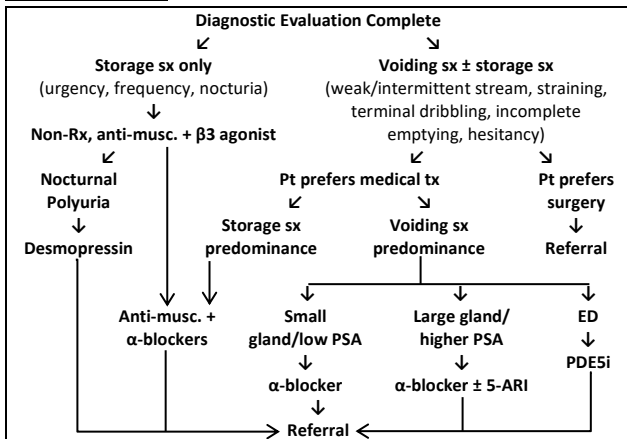 Diagnostic Evaluation Complete
Storage sx only
(urgency, frequency, nocturia)
Non-Rx, anti-musc. + β3 agonist
Nocturnal
Polyuria
Desmopressin
Voiding sx ± storage sx
(weak/intermittent stream, straining,
terminal dribbling, incomplete
emptying, hesitancy)
Pt prefers medical tx
Pt prefers
surgery
Referral
Storage sx
predominance
Voiding sx
predominance
Anti-musc. +
α-blockers
Small
gland/low PSA
α-blocker
Large gland/
higher PSA
α-blocker ± 5-ARI
ED
PDE5i
Referral